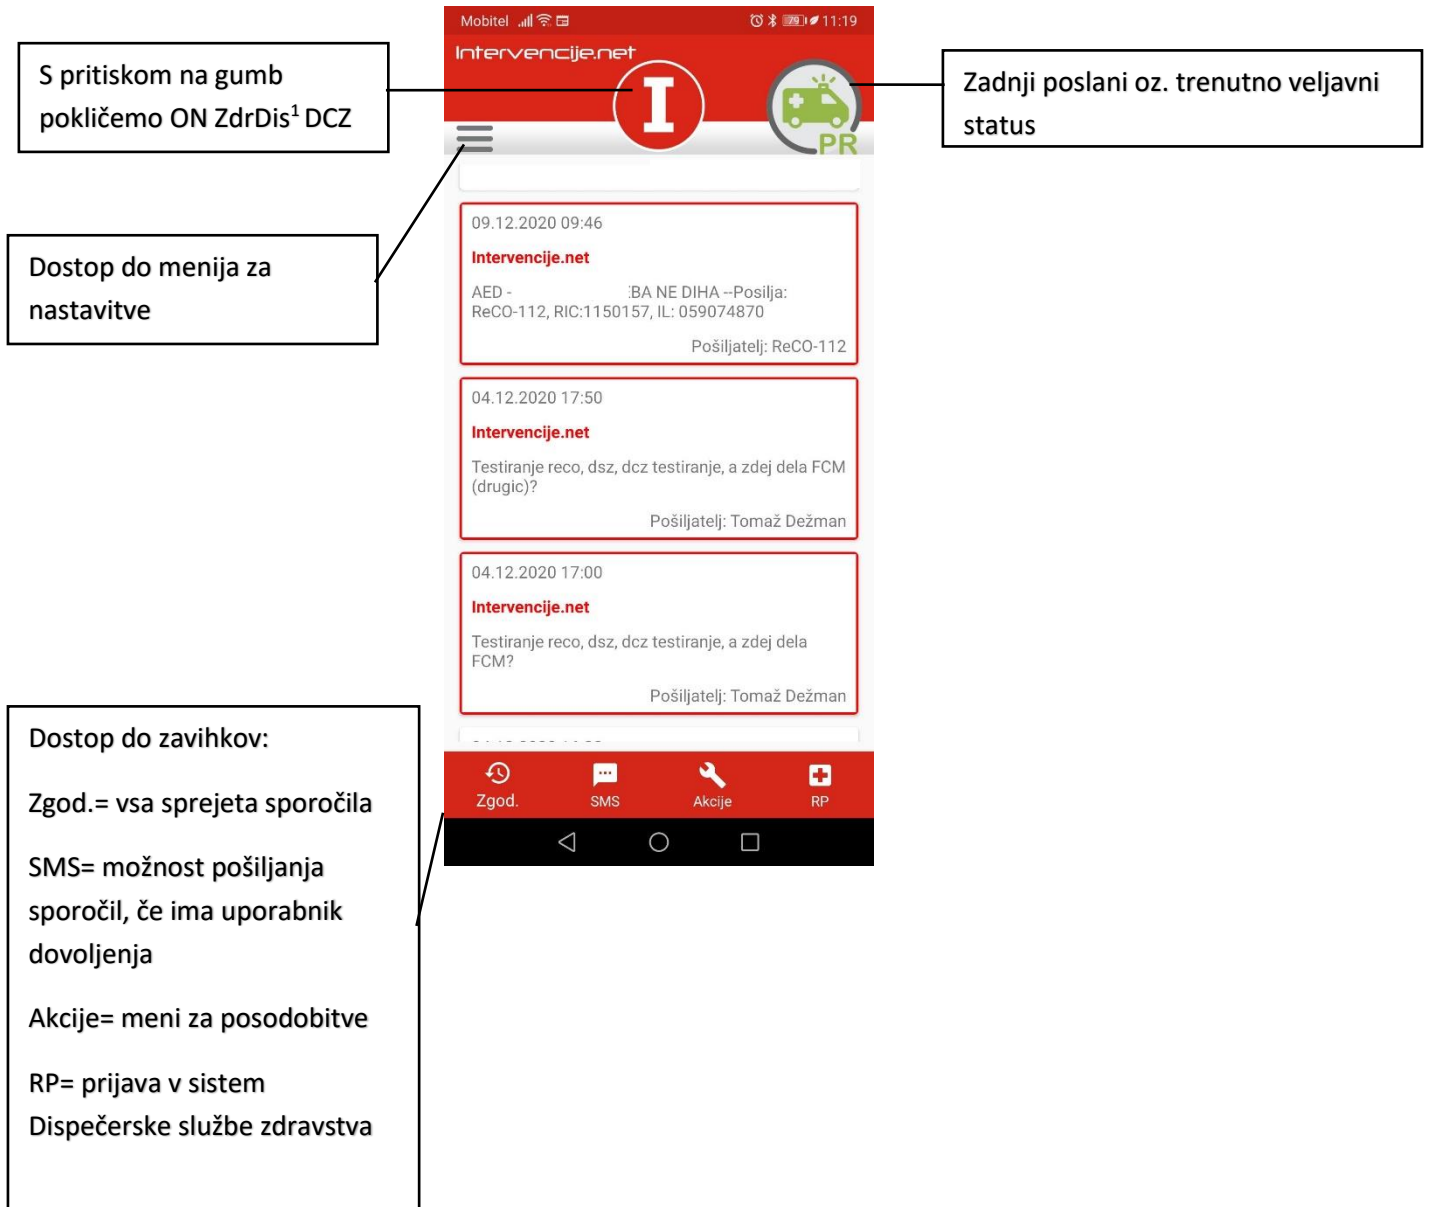 Mobitel
79
11:19
Intervencije.net
I
PR
S pritiskom na gumb
pokličemo ON ZdrDis1 DCZ
Zadnji poslani oz. trenutno veljavni
status
Dostop do menija za
nastavitve
09.12.2020 09:46
Intervencije.net
AED - BA NE DIHA --Posilja:
ReCO-112, RIC:1150157, IL: 059074870
Pošiljatelj: ReCO-112
04.12.2020 17:50
Intervencije.net
Testiranje reco, dsz, dcz testiranje, a zdej dela FCM
(drugic)?
Pošiljatelj: Tomaž Dežman
04.12.2020 17:00
Intervencije.net
Testiranje reco, dsz, dcz testiranje, a zdej dela
FCM?
Pošiljatelj: Tomaž Dežman
Zgod.
SMS
Akcije
RP
Dostop do zavihkov:
Zgod.= vsa sprejeta sporočila
SMS= možnost pošiljanja
sporočil, če ima uporabnik
dovoljenja
Akcije= meni za posodobitve
RP= prijava v sistem
Dispečerske službe zdravstva